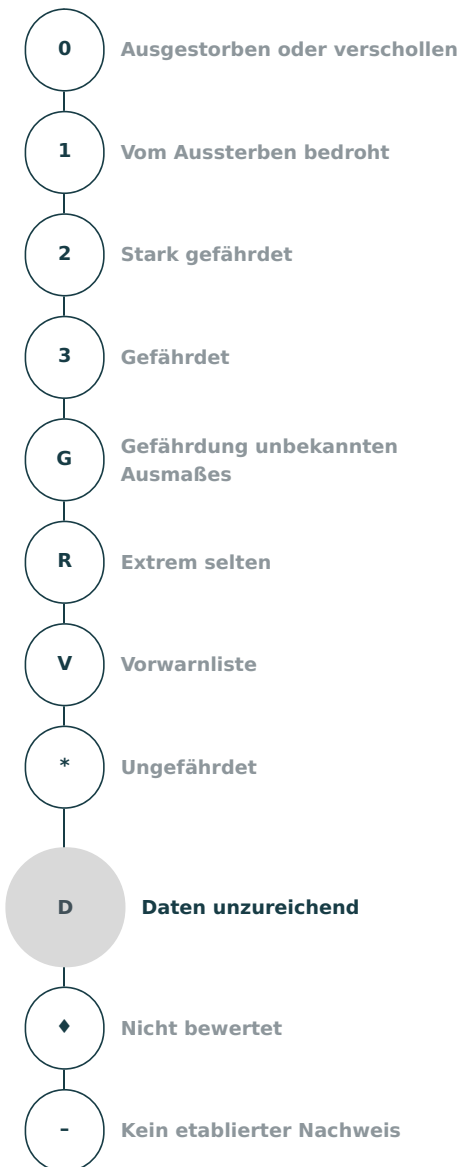 0 Ausgestorben oder verschollen
1 Vom Aussterben bedroht
2 Stark gefährdet
3 Gefährdet
G Gefährdung unbekannten
Ausmaßes
R Extrem selten
V Vorwarnliste
* Ungefährdet
D Daten unzureichend
♦ Nicht bewertet
– Kein etablierter Nachweis